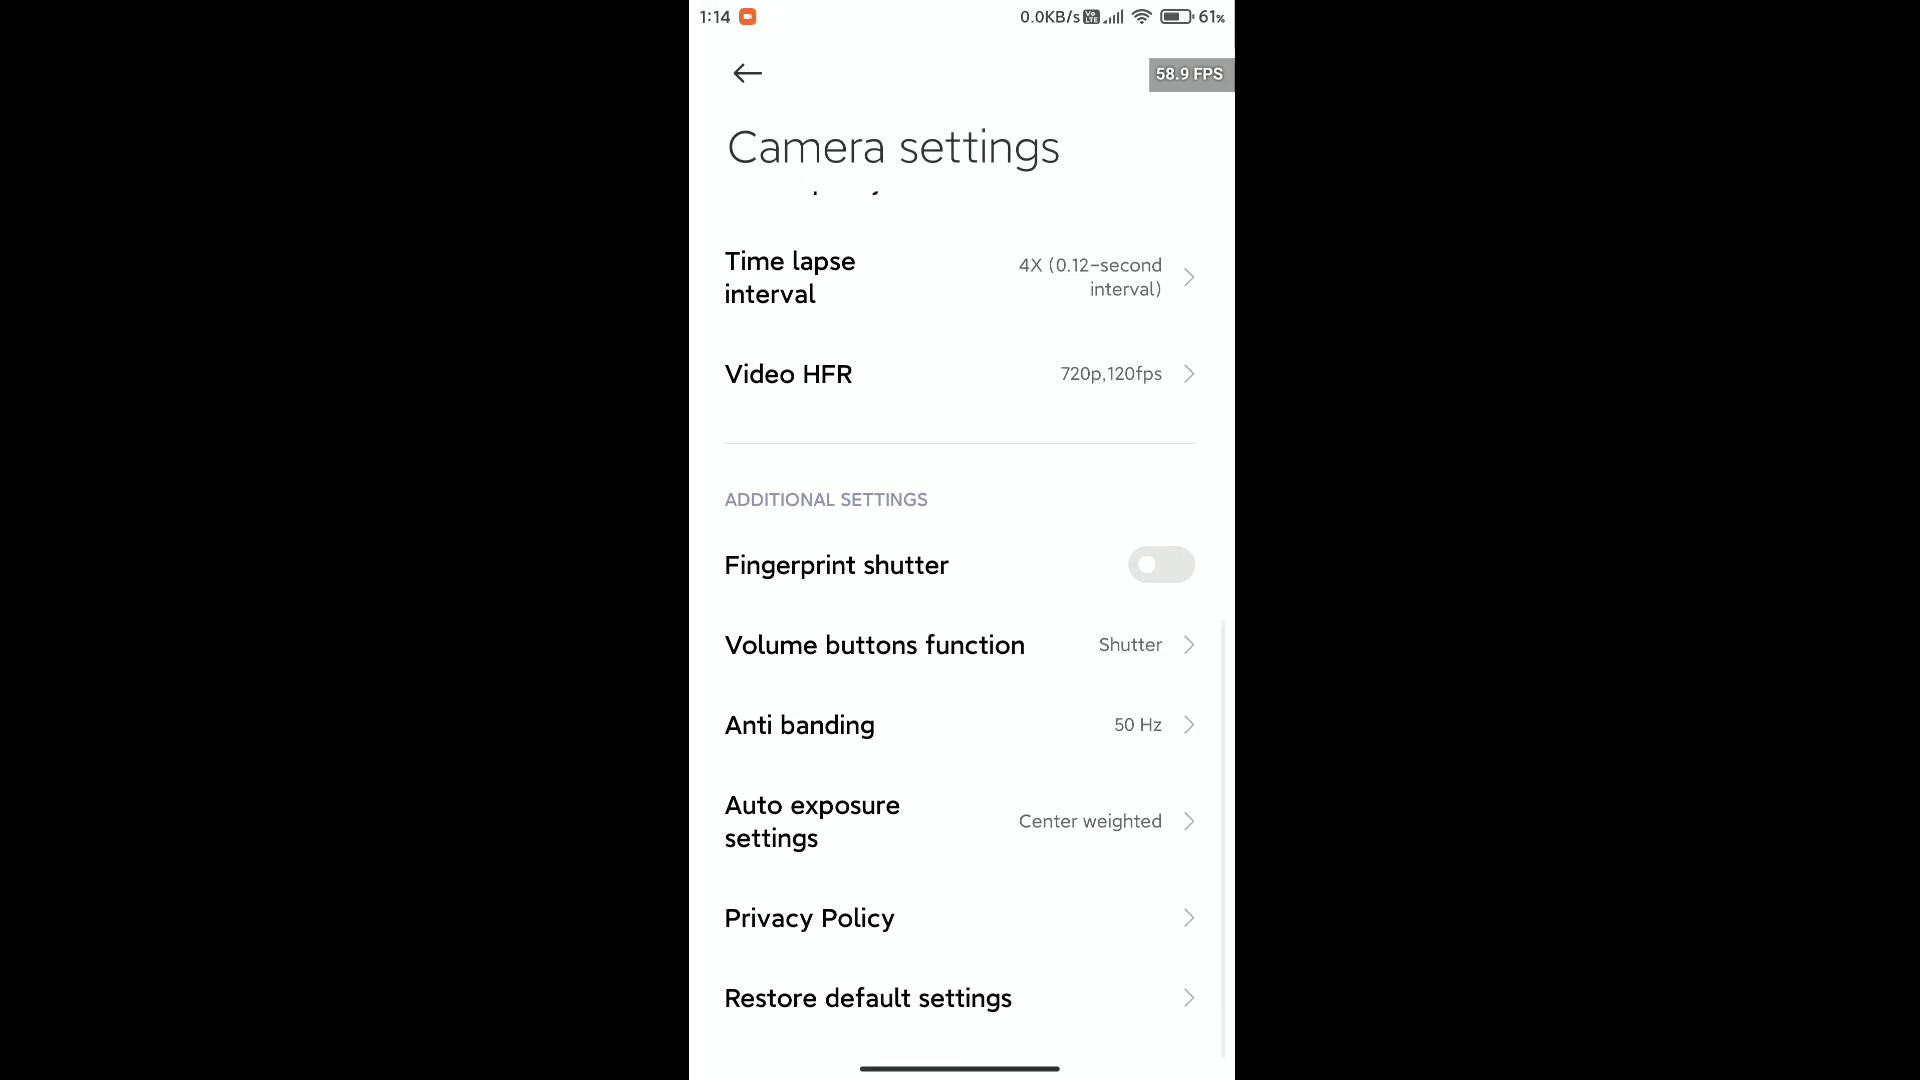 1:14 0.0KB/s Vo LTE 61%
58.9 FPS
Camera settings
Time lapse interval 4X (0.12-second interval)
Video HFR 720p,120fps
ADDITIONAL SETTINGS
Fingerprint shutter
Volume buttons function Shutter
Anti banding 50 Hz
Auto exposure settings Center weighted
Privacy Policy
Restore default settings